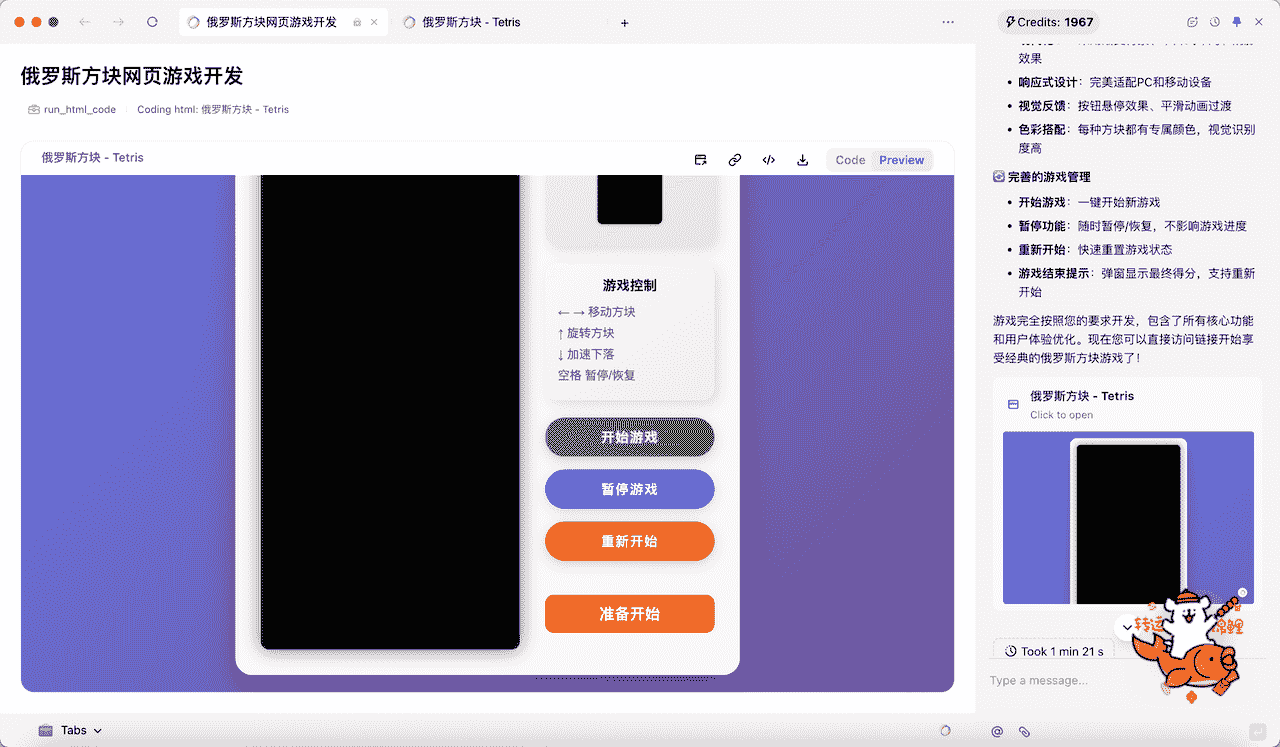 俄罗斯方块网页游戏开发
俄罗斯方块 - Tetris
Credits: 1967
俄罗斯方块网页游戏开发
run_html_code
Coding html: 俄罗斯方块 - Tetris
俄罗斯方块 - Tetris
Code
Preview
游戏控制
← → 移动方块
↑ 旋转方块
↓ 加速下落
空格 暂停/恢复
开始游戏
暂停游戏
重新开始
准备开始
效果
• 响应式设计：完美适配PC和移动设备
• 视觉反馈：按钮悬停效果、平滑动画过渡
• 色彩搭配：每种方块都有专属颜色，视觉识别
度高
完善的游戏管理
• 开始游戏：一键开始新游戏
• 暂停功能：随时暂停/恢复，不影响游戏进度
• 重新开始：快速重置游戏状态
• 游戏结束提示：弹窗显示最终得分，支持重新
开始
游戏完全按照您的要求开发，包含了所有核心功能
和用户体验优化。现在您可以直接访问链接开始享
受经典的俄罗斯方块游戏了！
俄罗斯方块 - Tetris
Click to open
转运
锦鲤
Took 1 min 21 s
Type a message...
Tabs